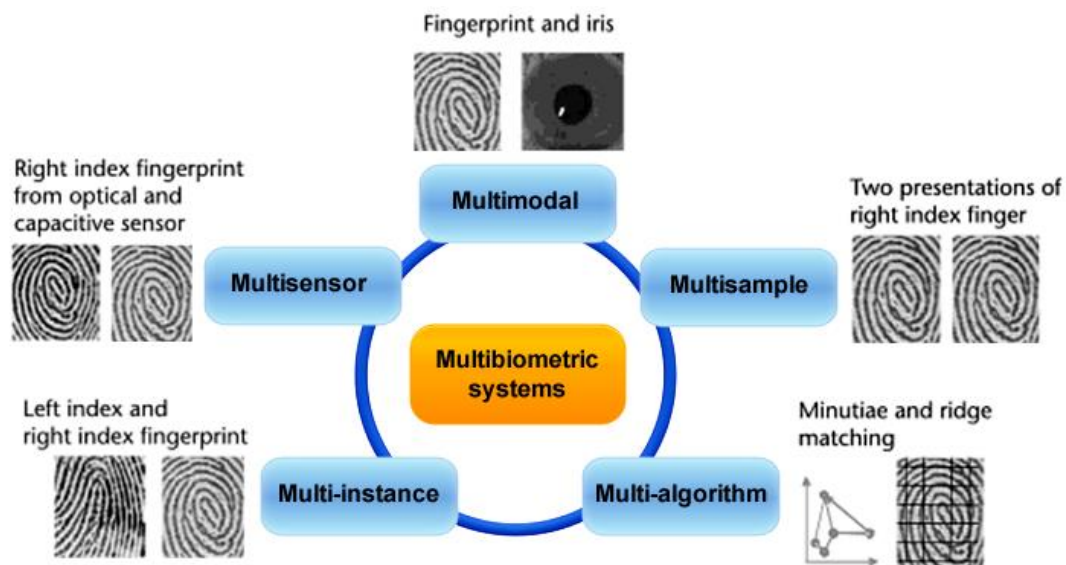 Fingerprint and iris
Multimodal
Right index fingerprint
from optical and
capacitive sensor
Multisensor
Two presentations of
right index finger
Multisample
Multibiometric
systems
Left index and
right index fingerprint
Multi-instance
Minutiae and ridge
matching
Multi-algorithm